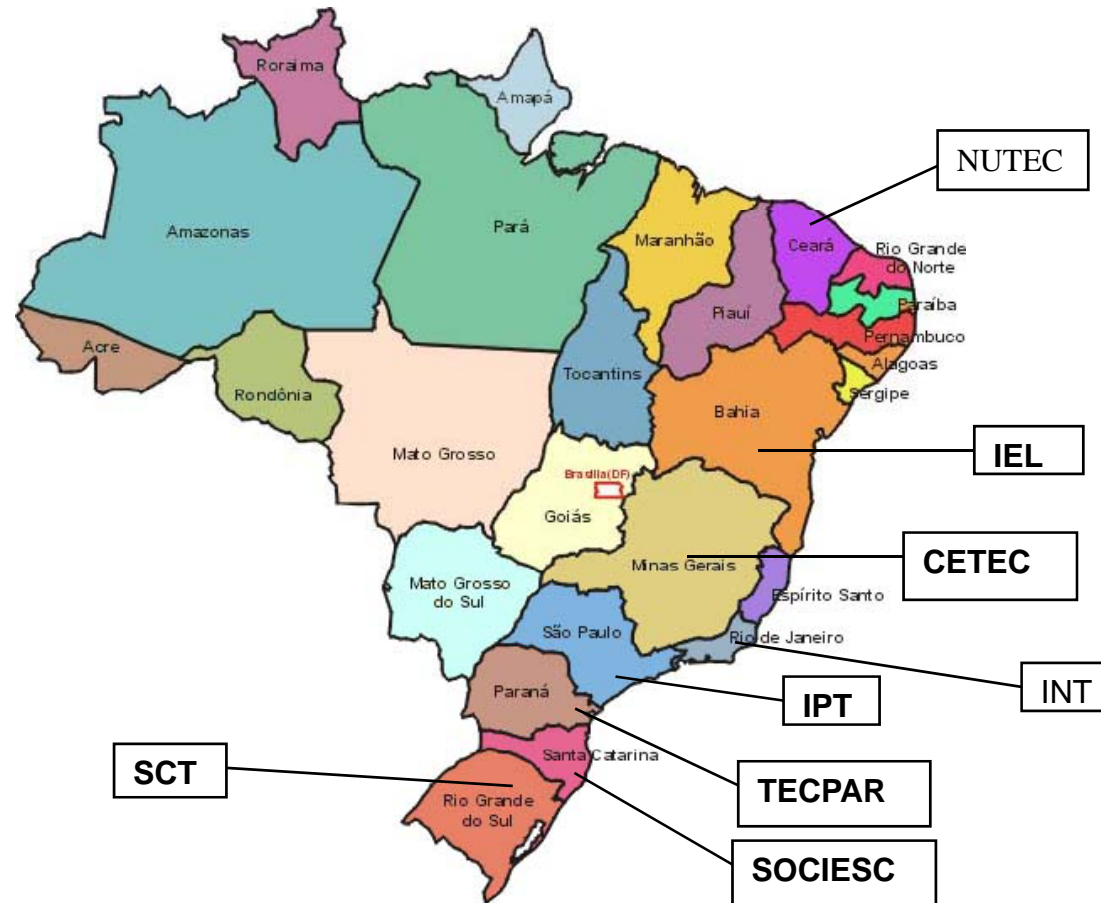 Roraima
Amapá
NUTEC
Amazonas
Pará
Maranhão
Ceará
Rio Grande
do Norte
Piauí
Paraíba
Pernambuco
Acre
Alagoas
Tocantins
Sergipe
Rondônia
Bahia
Mato Grosso
IEL
Brasília(DF)
Goiás
CETEC
Minas Gerais
Mato Grosso
do Sul
Espírito Santo
São Paulo
Rio de Janeiro
INT
Paraná
IPT
Santa Catarina
SCT
TECPAR
Rio Grande
do Sul
SOCIESC